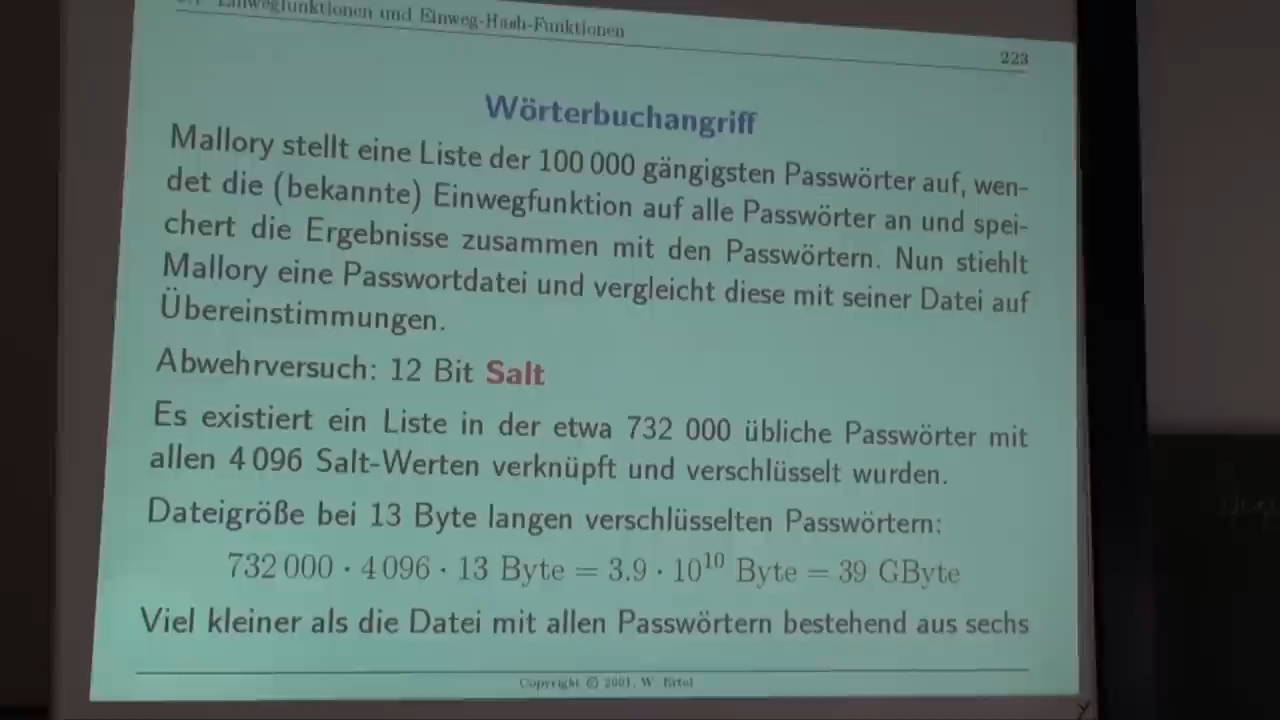 Einwegfunktionen und Einweg-Hash-Funktionen
223
Wörterbuchangriff
Mallory stellt eine Liste der 100 000 gängigsten Passwörter auf, wen-
det die (bekannte) Einwegfunktion auf alle Passwörter an und spei-
chert die Ergebnisse zusammen mit den Passwörtern. Nun stiehlt
Mallory eine Passwortdatei und vergleicht diese mit seiner Datei auf
Übereinstimmungen.
Abwehrversuch: 12 Bit Salt
Es existiert ein Liste in der etwa 732 000 übliche Passwörter mit
allen 4 096 Salt-Werten verknüpft und verschlüsselt wurden.
Dateigröße bei 13 Byte langen verschlüsselten Passwörtern:
732 000 · 4 096 · 13 Byte = 3.9 · 10¹⁰ Byte = 39 GByte
Viel kleiner als die Datei mit allen Passwörtern bestehend aus sechs
Copyright © 2001, W. Ertel